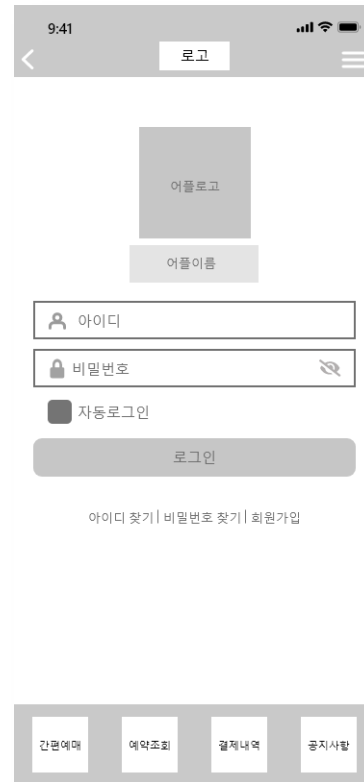 9:41
로고
어플로고
어플이름
아이디
비밀번호
자동로그인
로그인
아이디 찾기| 비밀번호 찾기| 회원가입
간편예매 예약조회 결제내역 공지사항